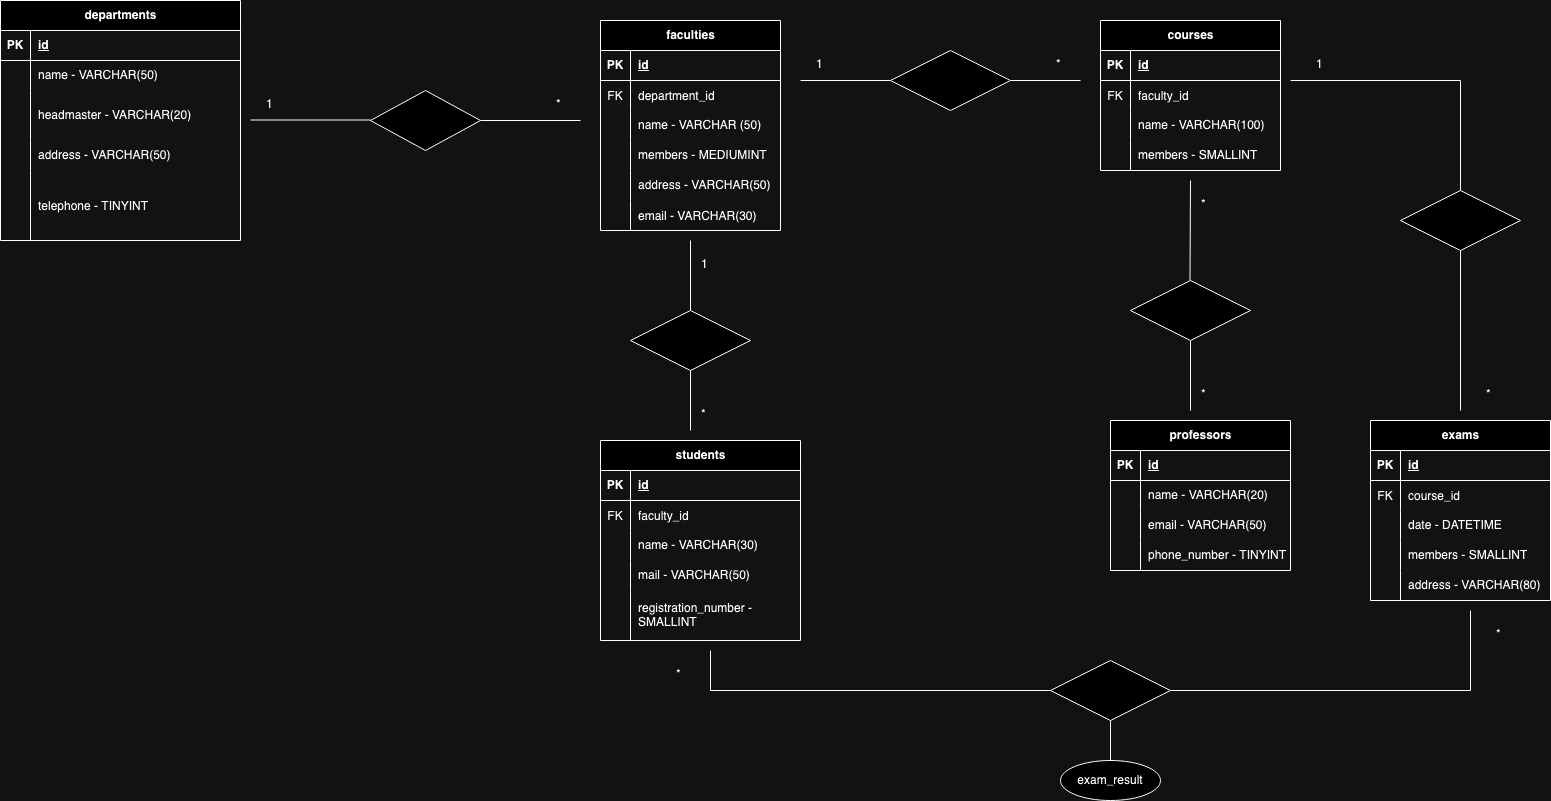 departments
PK id
name - VARCHAR(50)
headmaster - VARCHAR(20)
address - VARCHAR(50)
telephone - TINYINT
1
*
faculties
PK id
FK department_id
name - VARCHAR (50)
members - MEDIUMINT
address - VARCHAR(50)
email - VARCHAR(30)
1
*
courses
PK id
FK faculty_id
name - VARCHAR(100)
members - SMALLINT
1
*
1
*
*
*
students
PK id
FK faculty_id
name - VARCHAR(30)
mail - VARCHAR(50)
registration_number -
SMALLINT
professors
PK id
name - VARCHAR(20)
email - VARCHAR(50)
phone_number - TINYINT
exams
PK id
FK course_id
date - DATETIME
members - SMALLINT
address - VARCHAR(80)
*
*
exam_result